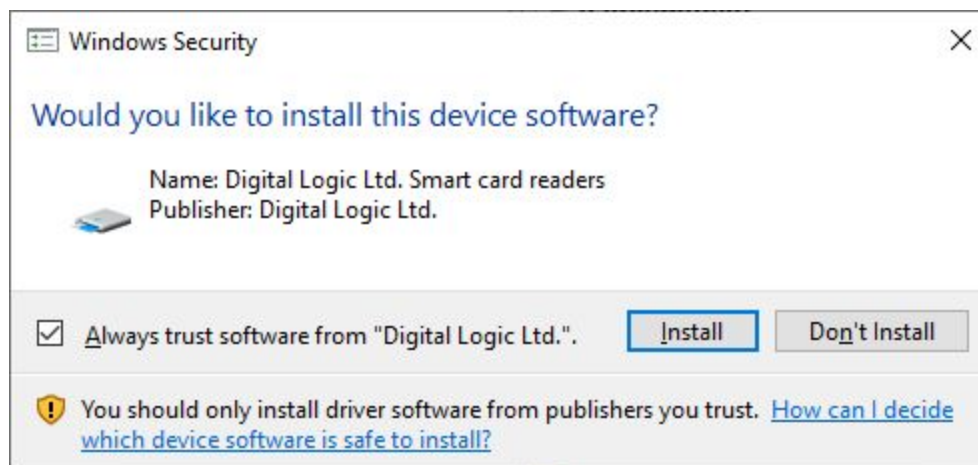 Windows Security
Would you like to install this device software?
Name: Digital Logic Ltd. Smart card readers
Publisher: Digital Logic Ltd.
Always trust software from "Digital Logic Ltd.".
Install
Don't Install
You should only install driver software from publishers you trust. How can I decide
which device software is safe to install?